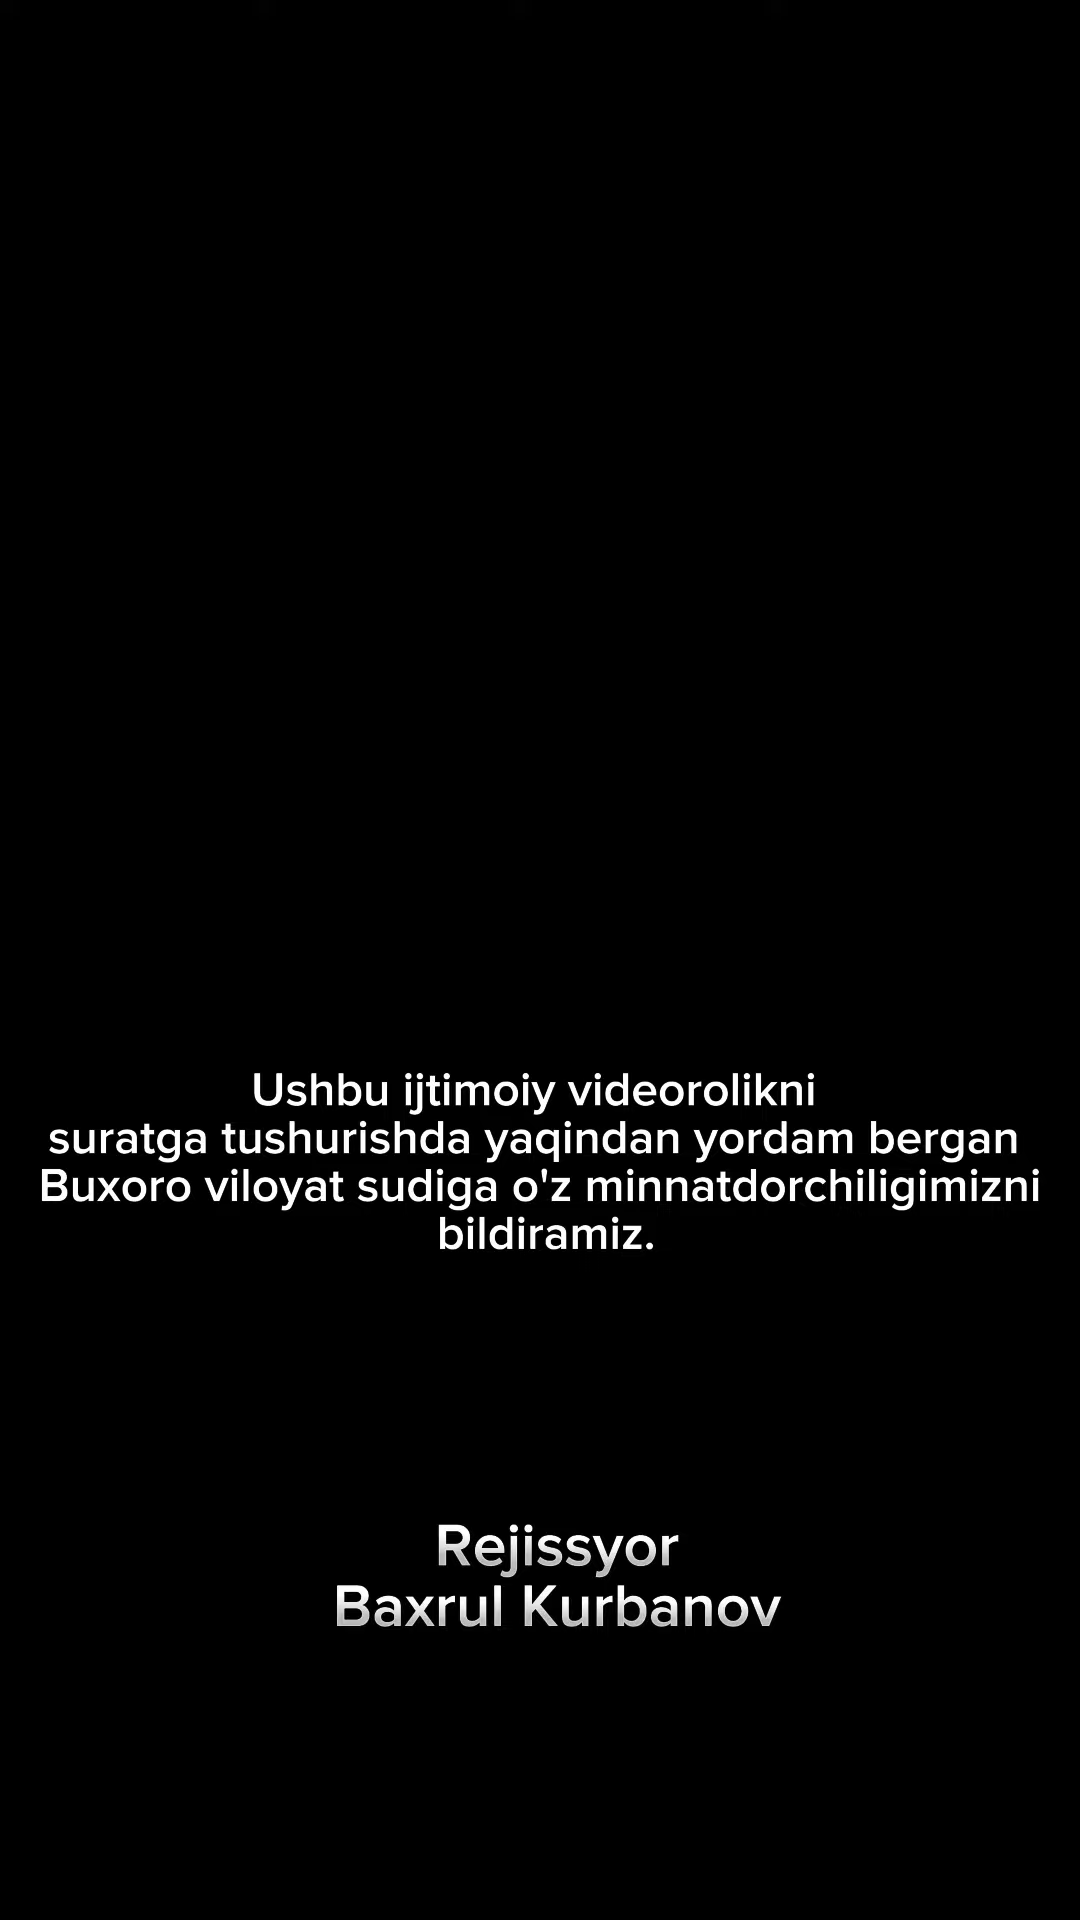 Ushbu ijtimoiy videorolikni
suratga tushurishda yaqindan yordam bergan
Buxoro viloyat sudiga o'z minnatdorchiligimizni
bildiramiz.
Rejissyor
Baxrul Kurbanov